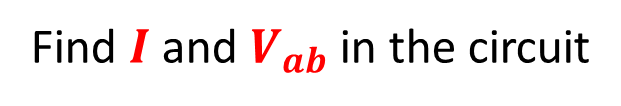 Find I and Vab in the circuit